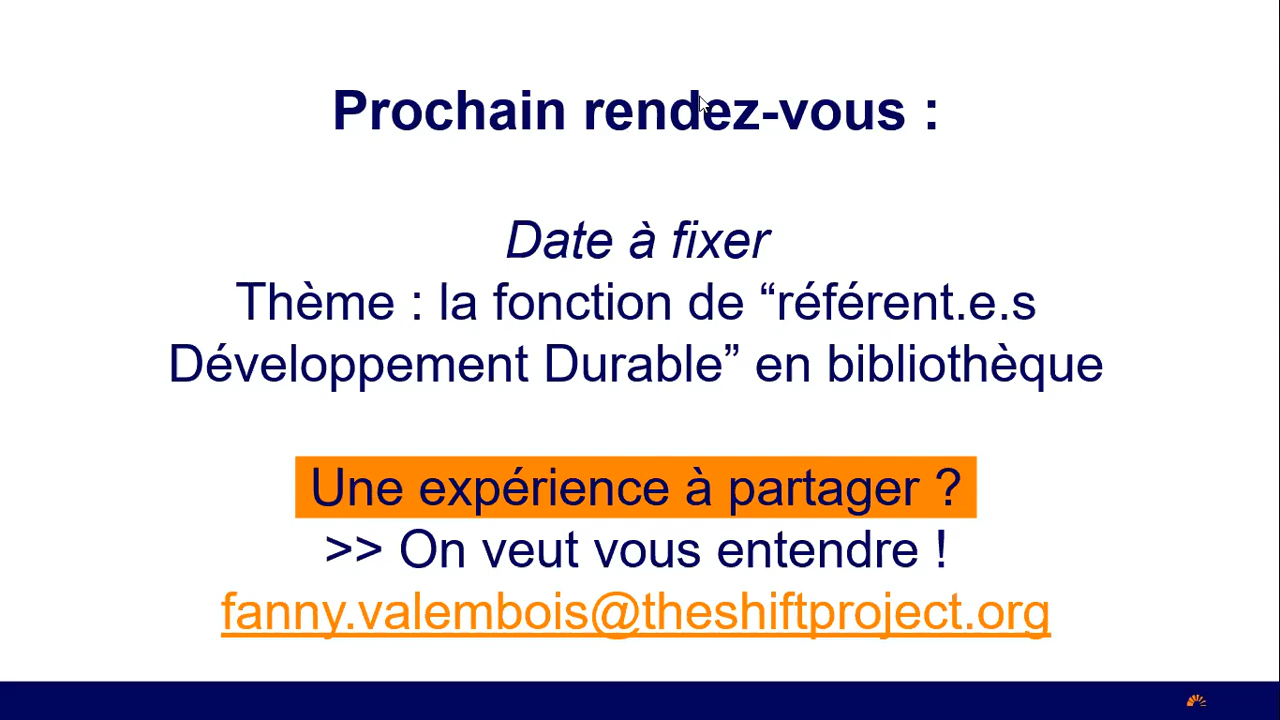 Prochain rendez-vous :
Date à fixer
Thème : la fonction de “référent.e.s
Développement Durable” en bibliothèque
Une expérience à partager ?
>> On veut vous entendre !
fanny.valembois@theshiftproject.org